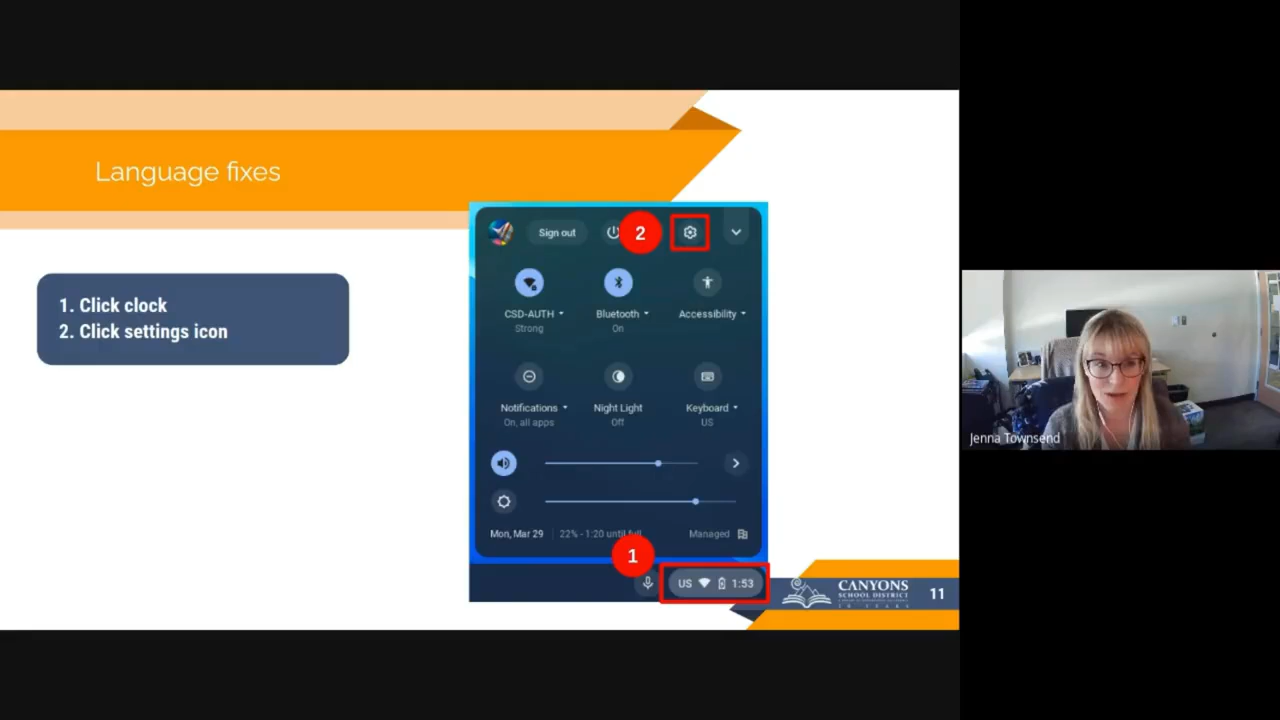 Language fixes
1. Click clock
2. Click settings icon
Sign out
2
CSD-AUTH
Strong
Bluetooth
On
Accessibility
Notifications
On, all apps
Night Light
Off
Keyboard
US
Mon, Mar 29
22% - 1:20 until full
Managed
1
US 1:53
CANYONS
SCHOOL DISTRICT
11
Jenna Townsend